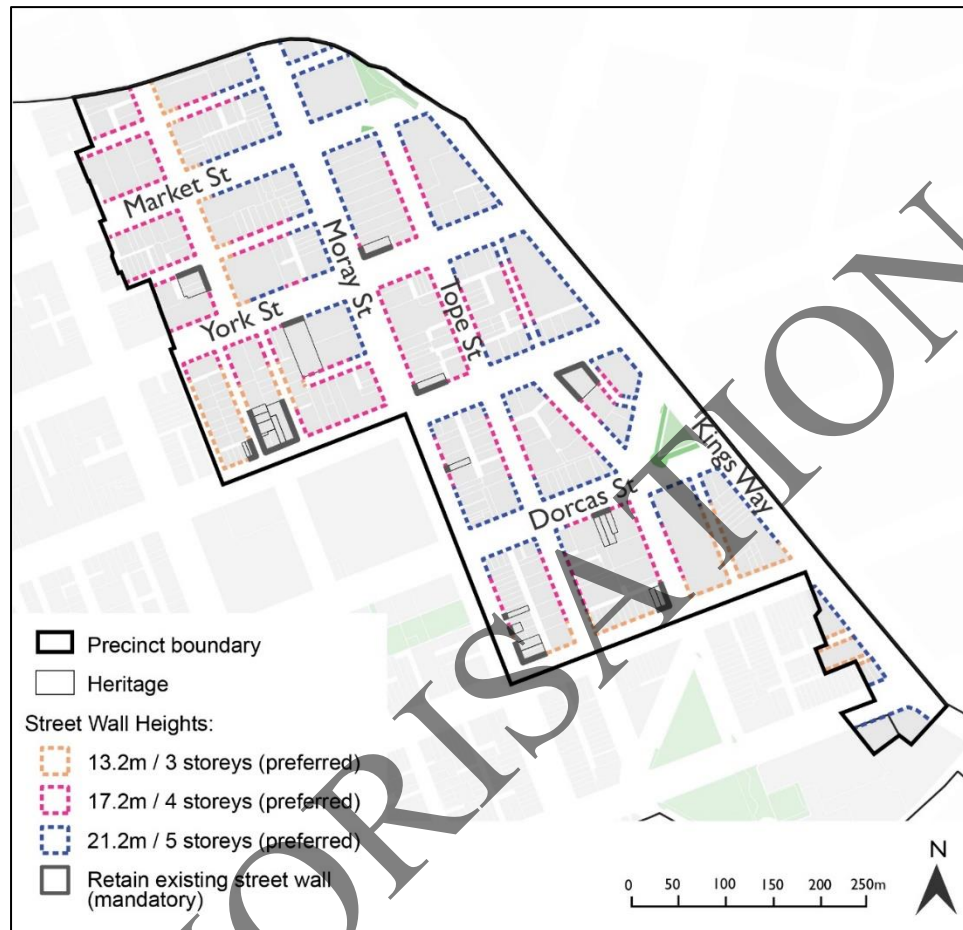 Market St
Moray St
York St
Tope St
Kings Way
Dorcas St
Precinct boundary
Heritage
Street Wall Heights:
13.2m / 3 storeys (preferred)
17.2m / 4 storeys (preferred)
21.2m / 5 storeys (preferred)
Retain existing street wall
(mandatory)
0 50 100 150 200 250m
N
ORISATION